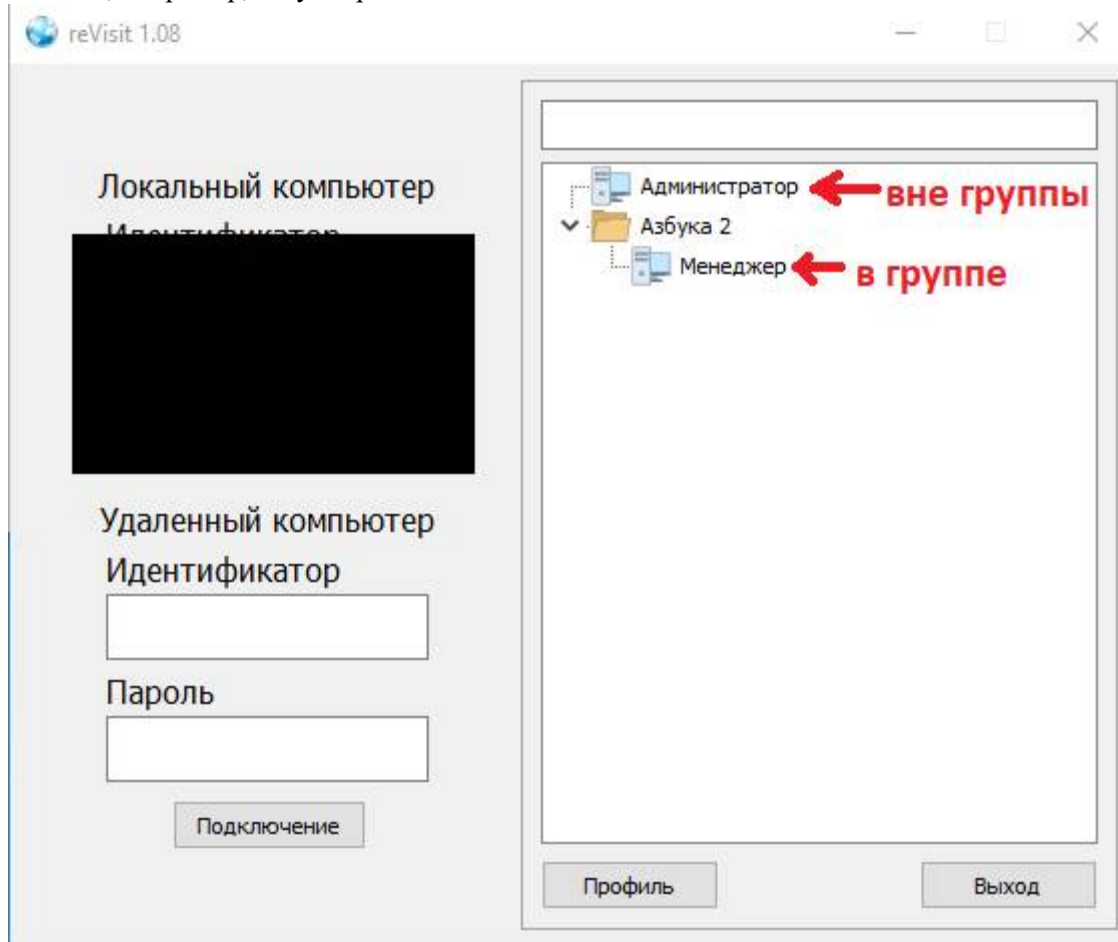 reVisit 1.08
Локальный компьютер
Удаленный компьютер
Идентификатор
Пароль
Подключение
Администратор
вне группы
Азбука 2
Менеджер
в группе
Профиль
Выход